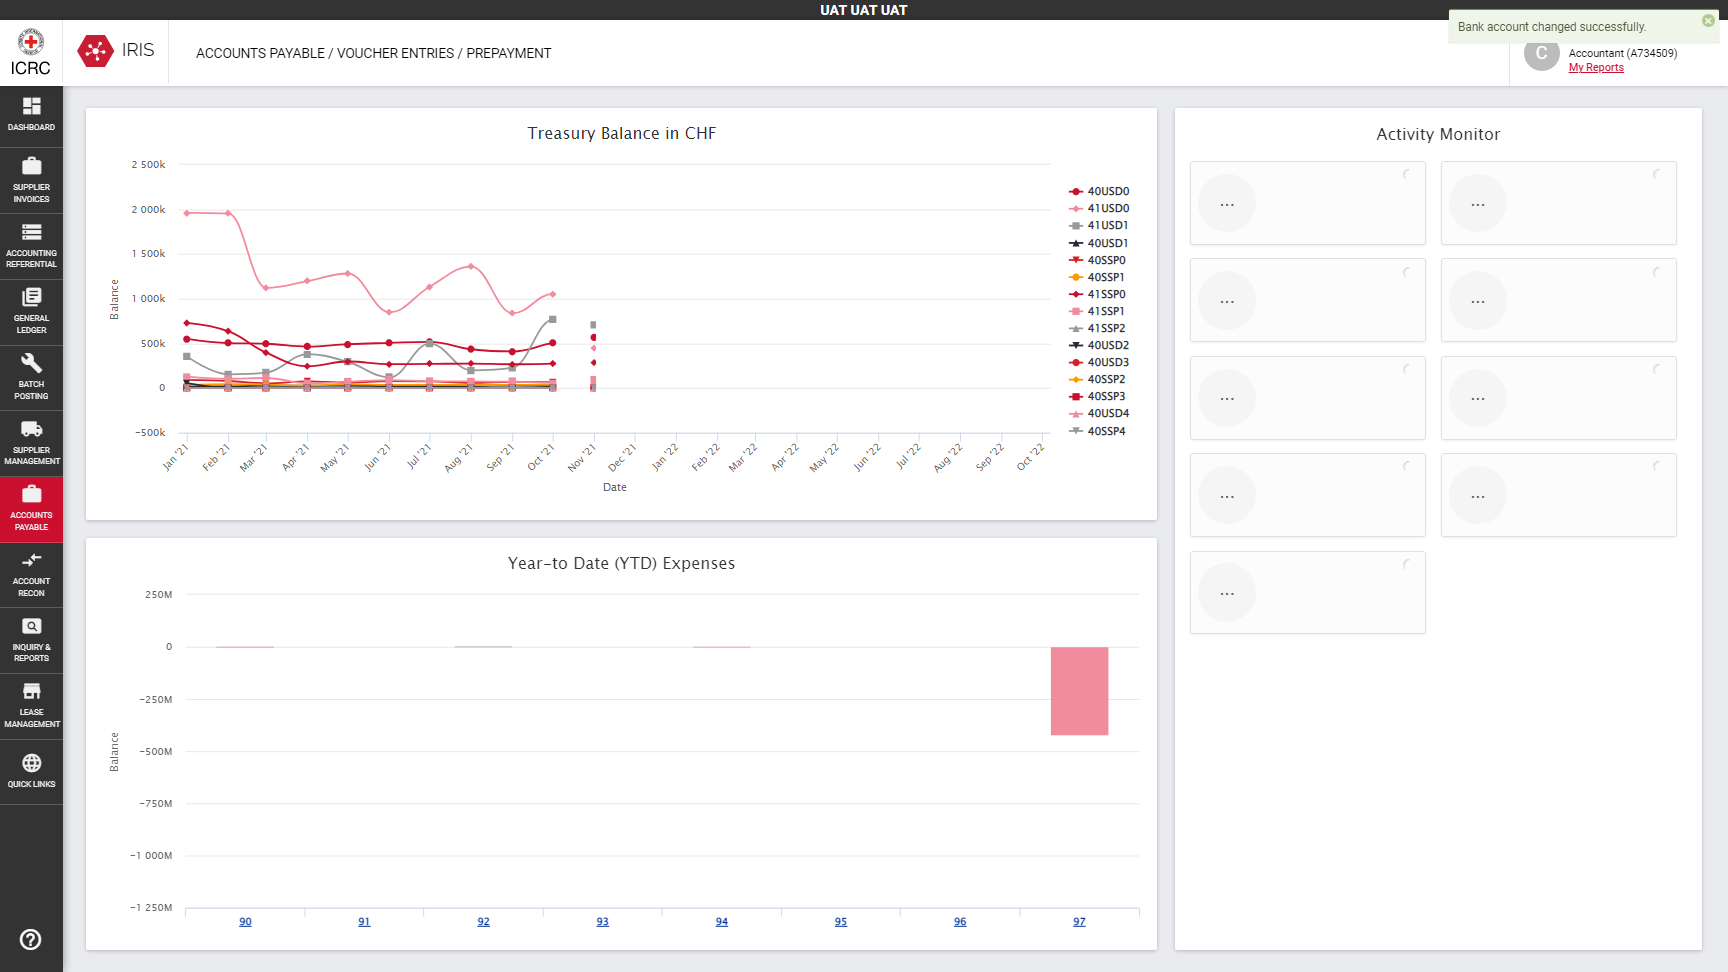 UAT UAT UAT
ICRC
IRIS
ACCOUNTS PAYABLE / VOUCHER ENTRIES / PREPAYMENT
Bank account changed successfully.
C
Accountant (A734509)
My Reports
DASHBOARD
SUPPLIER
INVOICES
ACCOUNTING
REFERENTIAL
GENERAL
LEDGER
BATCH
POSTING
SUPPLIER
MANAGEMENT
ACCOUNTS
PAYABLE
ACCOUNT
RECON
INQUIRY &
REPORTS
LEASE
MANAGEMENT
QUICK LINKS
Treasury Balance in CHF
2 500k
2 000k
1 500k
1 000k
500k
0
-500k
Balance
Jan '21
Feb '21
Mar '21
Apr '21
May '21
Jun '21
Jul '21
Aug '21
Sep '21
Oct '21
Nov '21
Dec '21
Jan '22
Feb '22
Mar '22
Apr '22
May '22
Jun '22
Jul '22
Aug '22
Sep '22
Oct '22
Date
40USD0
41USD0
41USD1
40USD1
40SSP0
40SSP1
41SSP0
41SSP1
41SSP2
40USD2
40USD3
40SSP2
40SSP3
40USD4
40SSP4
Year-to Date (YTD) Expenses
250M
0
-250M
-500M
-750M
-1 000M
-1 250M
Balance
90
91
92
93
94
95
96
97
Activity Monitor
...
...
...
...
...
...
...
...
...